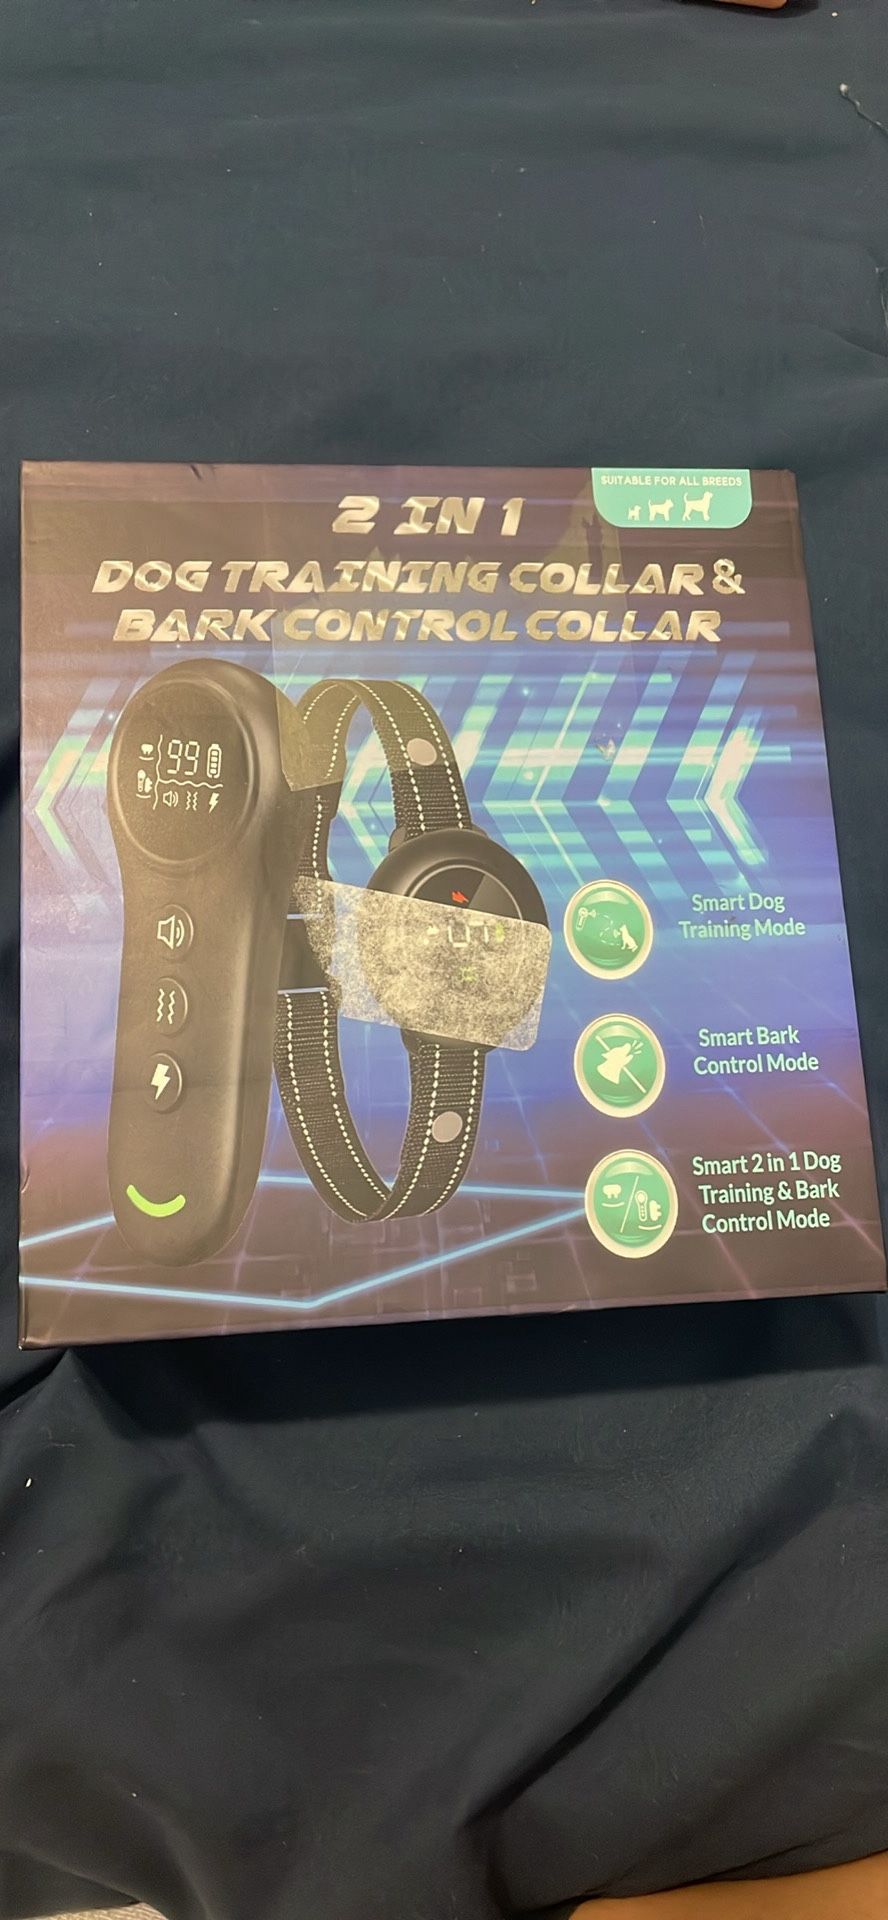 SUITABLE FOR ALL BREEDS
2 IN 1
DOG TRAINING COLLAR &
BARK CONTROL COLLAR
99
Smart Dog
Training Mode
Smart Bark
Control Mode
Smart 2 in 1 Dog
Training & Bark
Control Mode